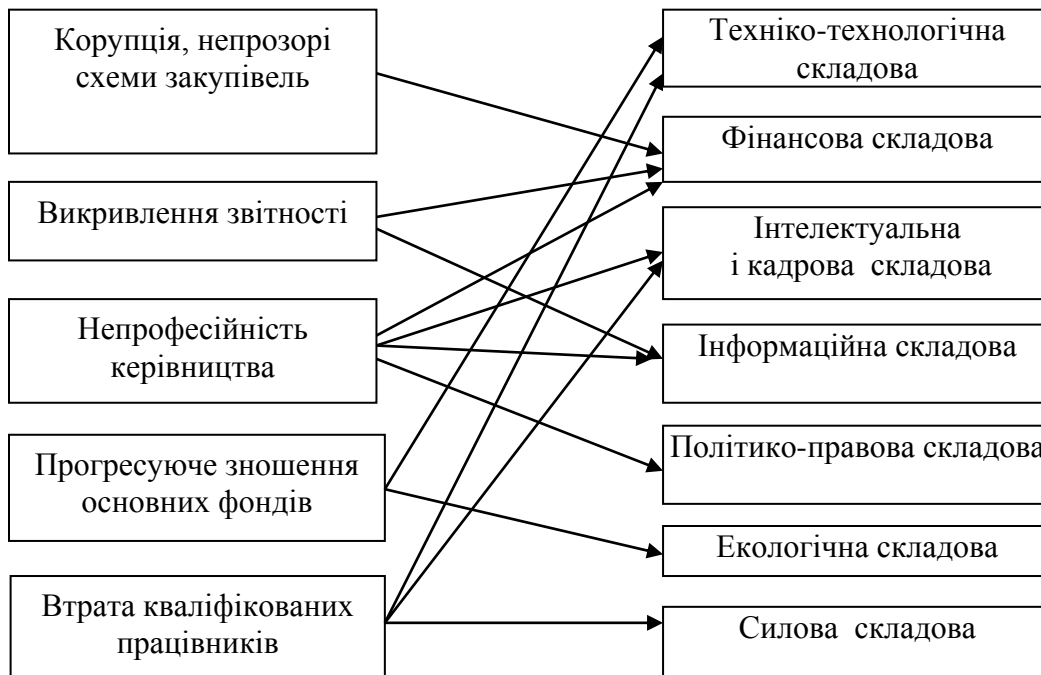 Корупція, непрозорі
схеми закупівель
Викривлення звітності
Непрофесійність
керівництва
Прогресуюче зношення
основних фондів
Втрата кваліфікованих
працівників
Техніко-технологічна
складова
Фінансова складова
Інтелектуальна
і кадрова складова
Інформаційна складова
Політико-правова складова
Екологічна складова
Силова складова